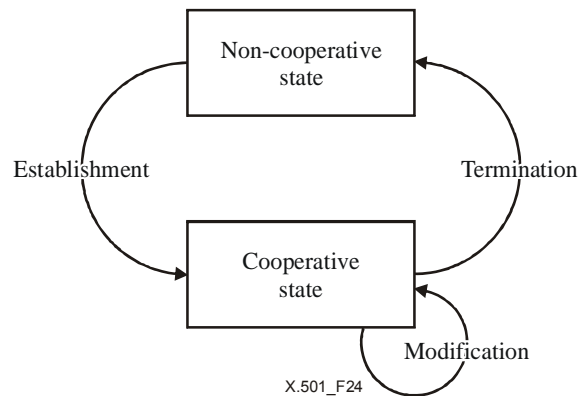 Non-cooperative
state
Establishment
Termination
Cooperative
state
Modification
X.501_F24